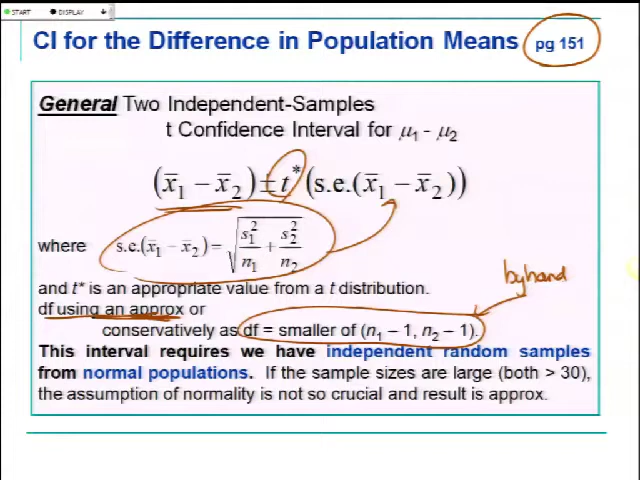 START DISPLAY
CI for the Difference in Population Means pg 151
General Two Independent-Samples
t Confidence Interval for μ₁ - μ₂
(x̄₁ − x̄₂) ± t*(s.e.(x̄₁ − x̄₂))
where s.e.(x̄₁ − x̄₂) = √(s₁²/n₁ + s₂²/n₂)
and t* is an appropriate value from a t distribution.
by hand
df using an approx or
conservatively as df = smaller of (n₁ − 1, n₂ − 1).
This interval requires we have independent random samples
from normal populations. If the sample sizes are large (both > 30),
the assumption of normality is not so crucial and result is approx.